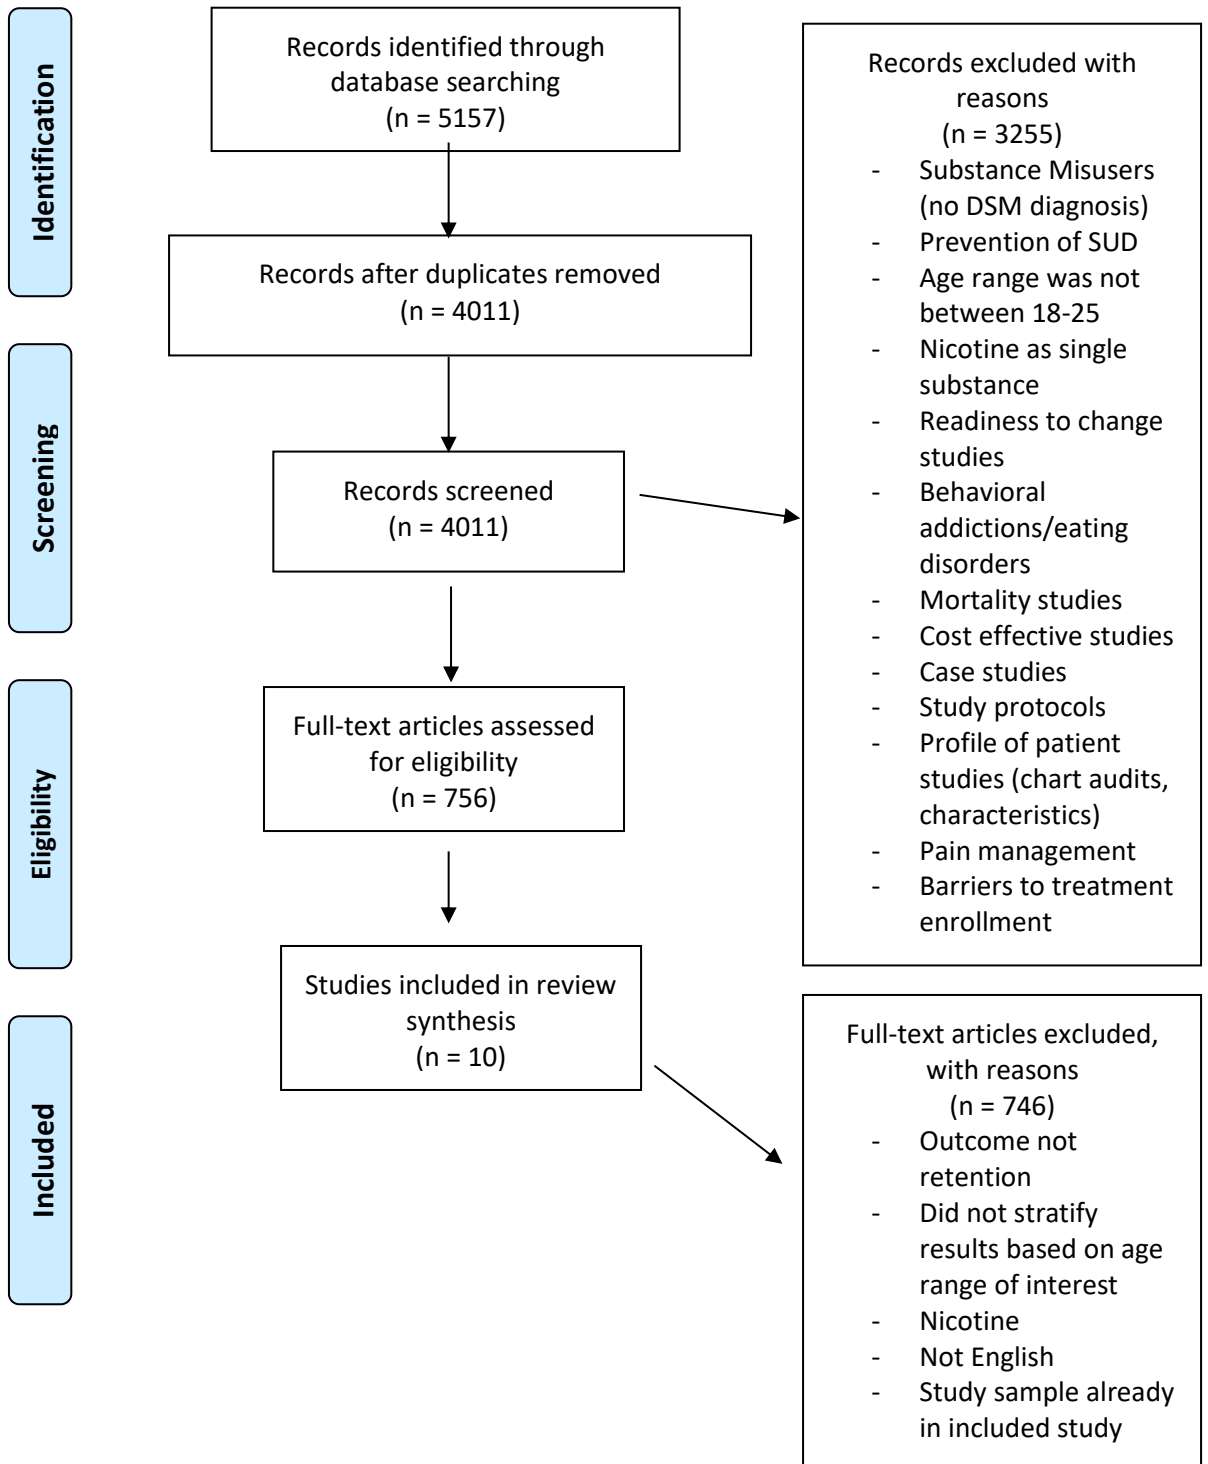 Identification
Records identified through
database searching
(n = 5157)
Records after duplicates removed
(n = 4011)
Screening
Records screened
(n = 4011)
Records excluded with
reasons
(n = 3255)
- Substance Misusers
(no DSM diagnosis)
- Prevention of SUD
- Age range was not
between 18-25
- Nicotine as single
substance
- Readiness to change
studies
- Behavioral
addictions/eating
disorders
- Mortality studies
- Cost effective studies
- Case studies
- Study protocols
- Profile of patient
studies (chart audits,
characteristics)
- Pain management
- Barriers to treatment
enrollment
Eligibility
Full-text articles assessed
for eligibility
(n = 756)
Included
Studies included in review
synthesis
(n = 10)
Full-text articles excluded,
with reasons
(n = 746)
- Outcome not
retention
- Did not stratify
results based on age
range of interest
- Nicotine
- Not English
- Study sample already
in included study